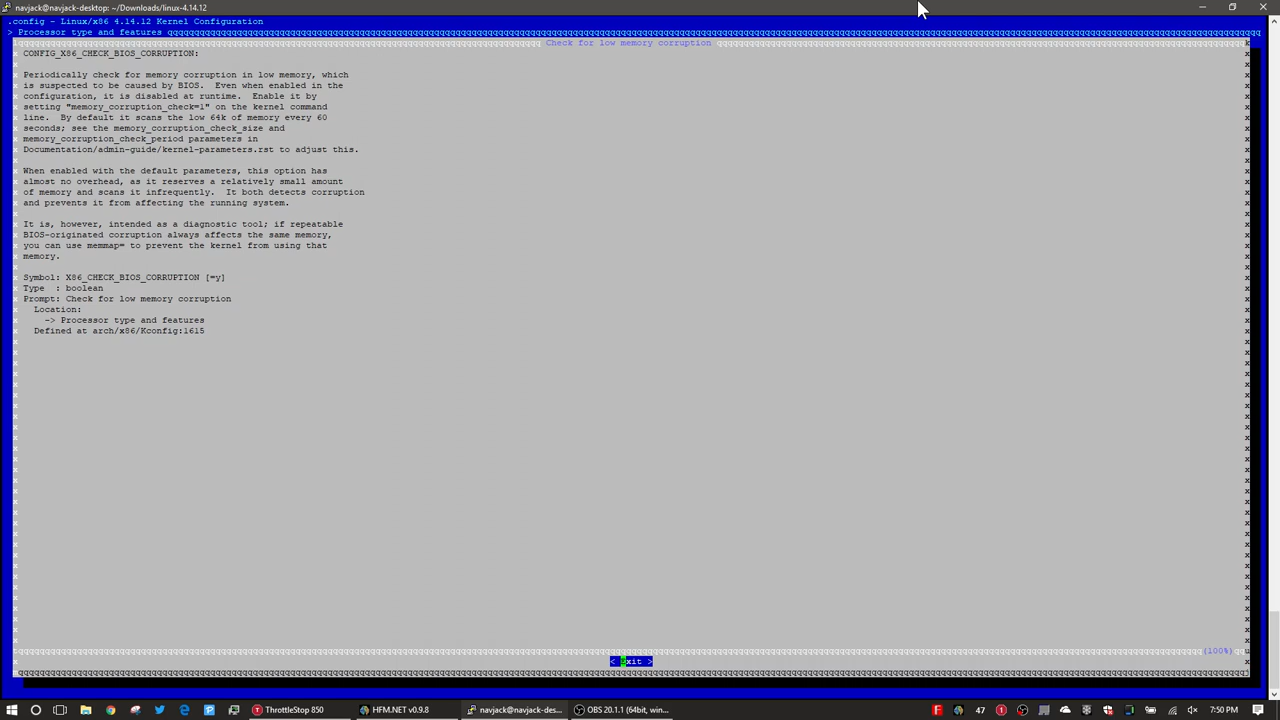 navjack@navjack-desktop: ~/Downloads/linux-4.14.12
.config - Linux/x86 4.14.12 Kernel Configuration
> Processor type and features
Check for low memory corruption
CONFIG_X86_CHECK_BIOS_CORRUPTION:
Periodically check for memory corruption in low memory, which
is suspected to be caused by BIOS.  Even when enabled in the
configuration, it is disabled at runtime.  Enable it by
setting "memory_corruption_check=1" on the kernel command
line.  By default it scans the low 64k of memory every 60
seconds; see the memory_corruption_check_size and
memory_corruption_check_period parameters in
Documentation/admin-guide/kernel-parameters.rst to adjust this.
When enabled with the default parameters, this option has
almost no overhead, as it reserves a relatively small amount
of memory and scans it infrequently.  It both detects corruption
and prevents it from affecting the running system.
It is, however, intended as a diagnostic tool; if repeatable
BIOS-originated corruption always affects the same memory,
you can use memmap= to prevent the kernel from using that
memory.
Symbol: X86_CHECK_BIOS_CORRUPTION [=y]
Type  : boolean
Prompt: Check for low memory corruption
Location:
-> Processor type and features
Defined at arch/x86/Kconfig:1615
(100%)
< Exit >
ThrottleStop 850
HFM.NET v0.9.8
navjack@navjack-des...
OBS 20.1.1 (64bit, win...
47
7:50 PM